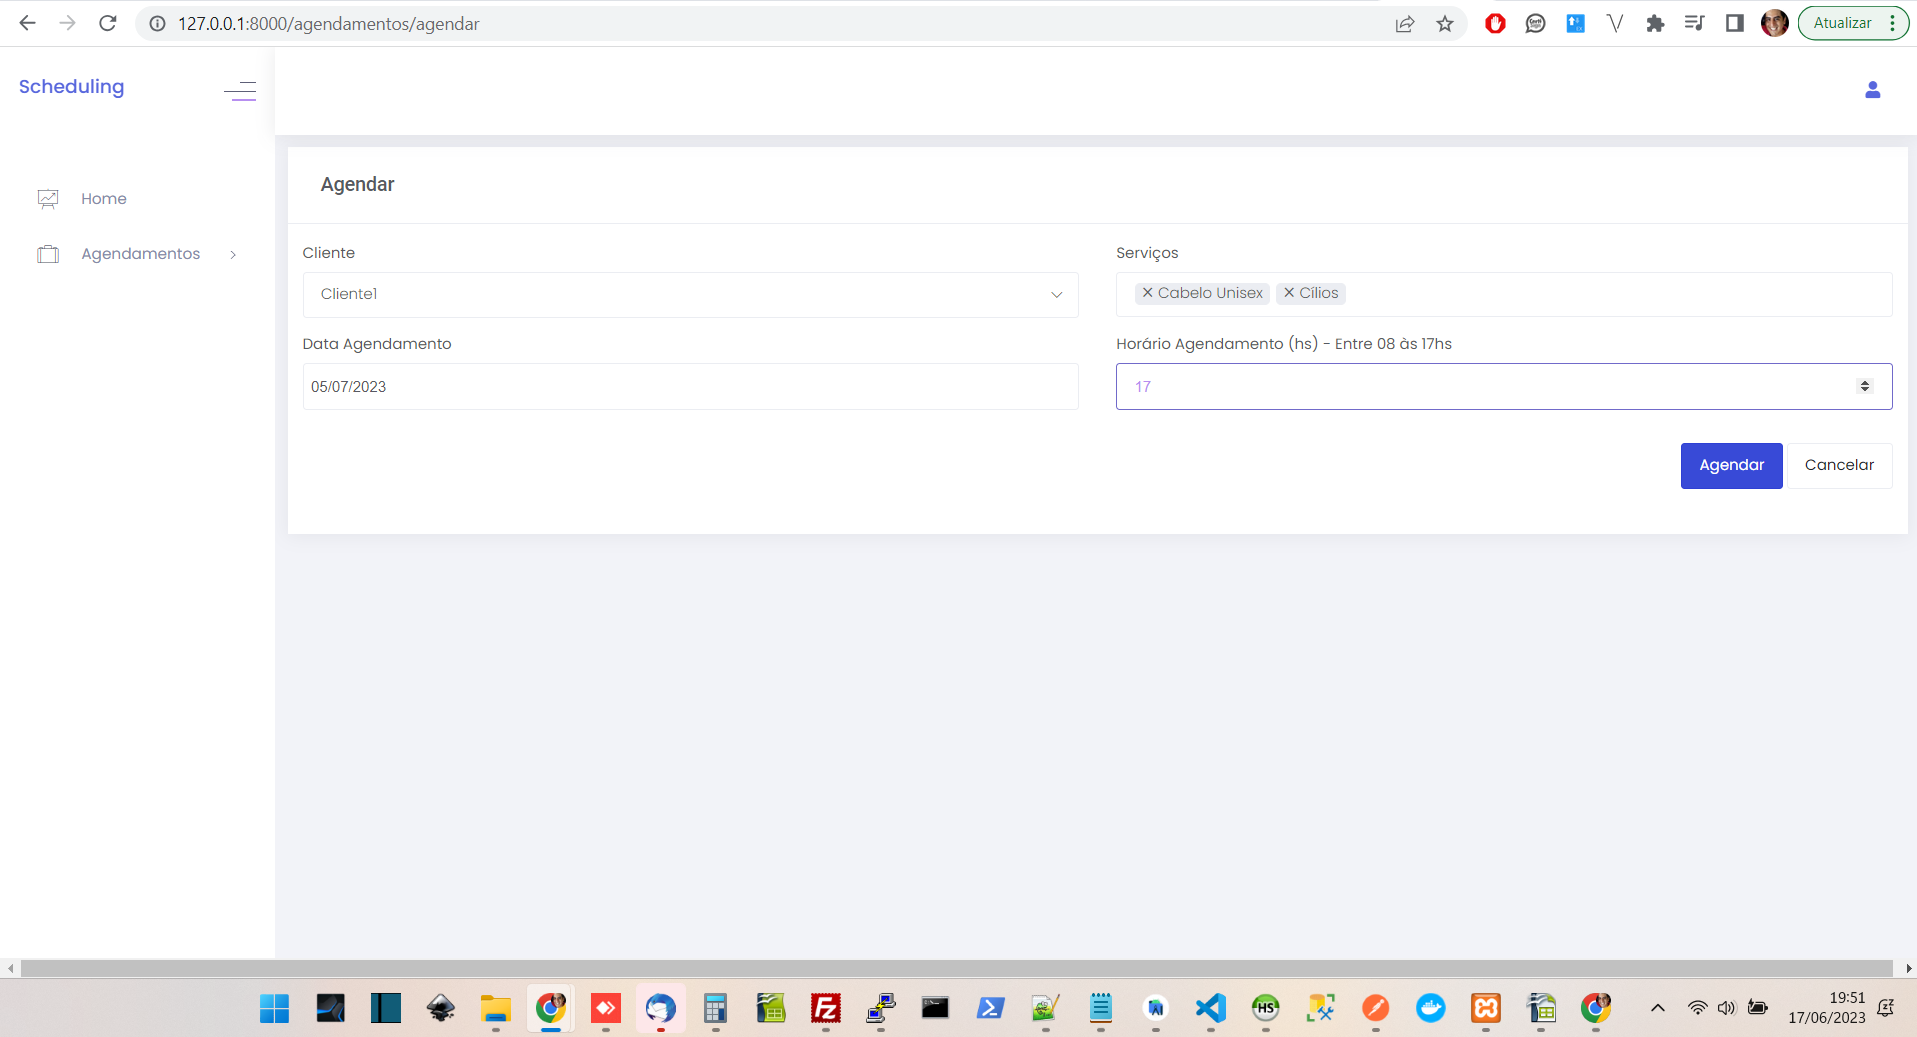 127.0.0.1:8000/agendamentos/agendar
Atualizar
Scheduling
Home
Agendamentos
Agendar
Cliente
Serviços
Cliente1
Cabelo Unisex
Cílios
Data Agendamento
Horário Agendamento (hs) - Entre 08 às 17hs
05/07/2023
17
Agendar
Cancelar
19:51
17/06/2023